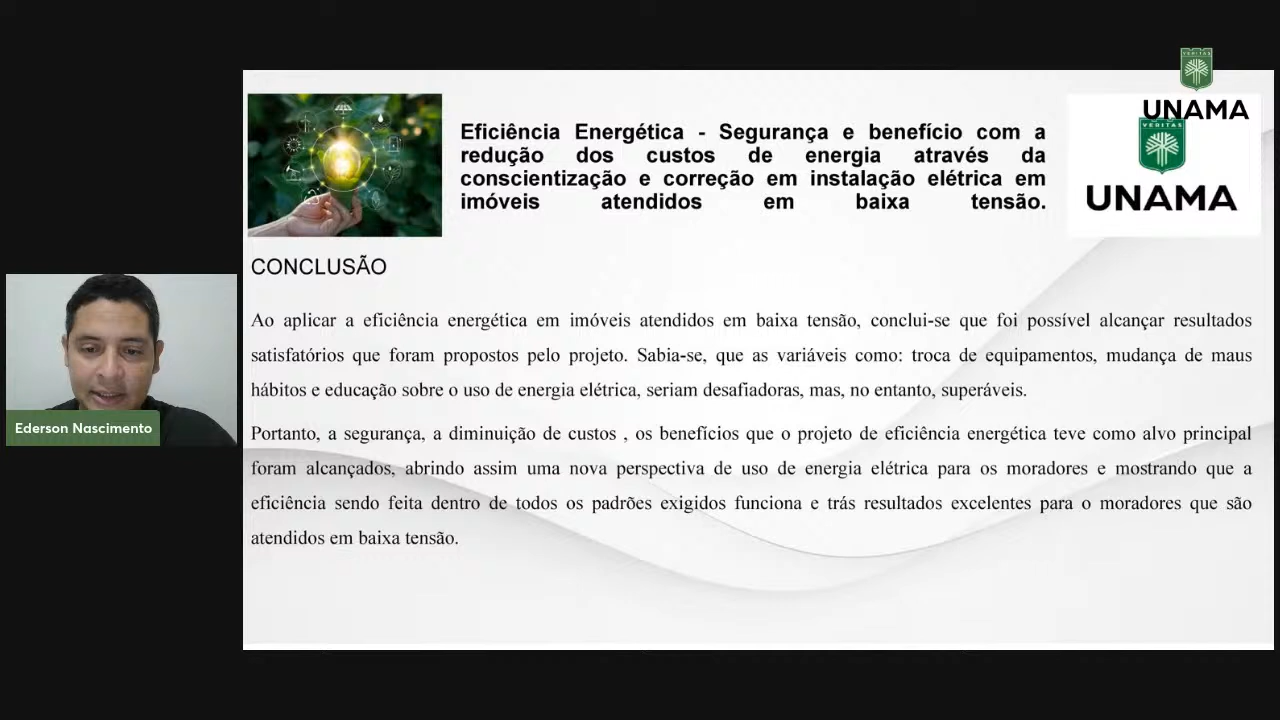 VERITAS
UNAMA
Eficiência Energética - Segurança e benefício com a
redução dos custos de energia através da
conscientização e correção em instalação elétrica em
imóveis atendidos em baixa tensão.
VERITAS
UNAMA
CONCLUSÃO
Ao aplicar a eficiência energética em imóveis atendidos em baixa tensão, conclui-se que foi possível alcançar resultados
satisfatórios que foram propostos pelo projeto. Sabia-se, que as variáveis como: troca de equipamentos, mudança de maus
hábitos e educação sobre o uso de energia elétrica, seriam desafiadoras, mas, no entanto, superáveis.
Portanto, a segurança, a diminuição de custos , os benefícios que o projeto de eficiência energética teve como alvo principal
foram alcançados, abrindo assim uma nova perspectiva de uso de energia elétrica para os moradores e mostrando que a
eficiência sendo feita dentro de todos os padrões exigidos funciona e trás resultados excelentes para o moradores que são
atendidos em baixa tensão.
Ederson Nascimento